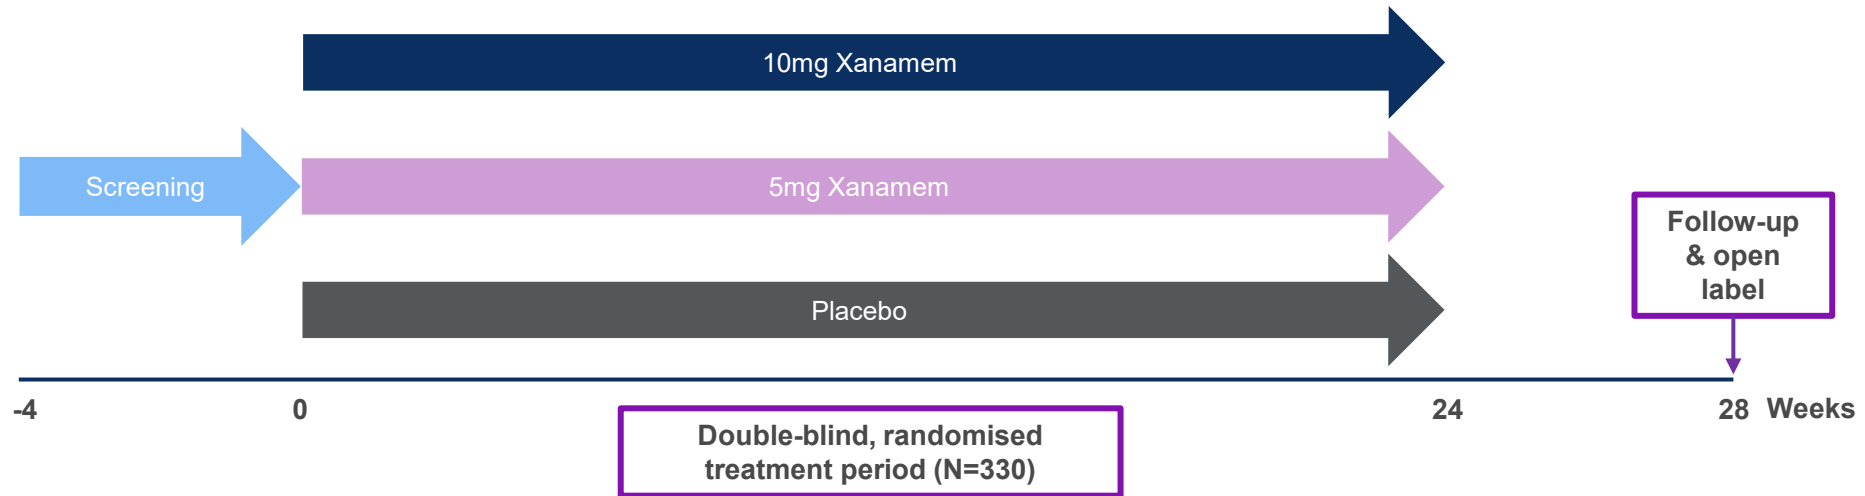 10mg Xanamem
Screening
5mg Xanamem
Placebo
Follow-up
& open
label
-4
0
24
28 Weeks
Double-blind, randomised
treatment period (N=330)